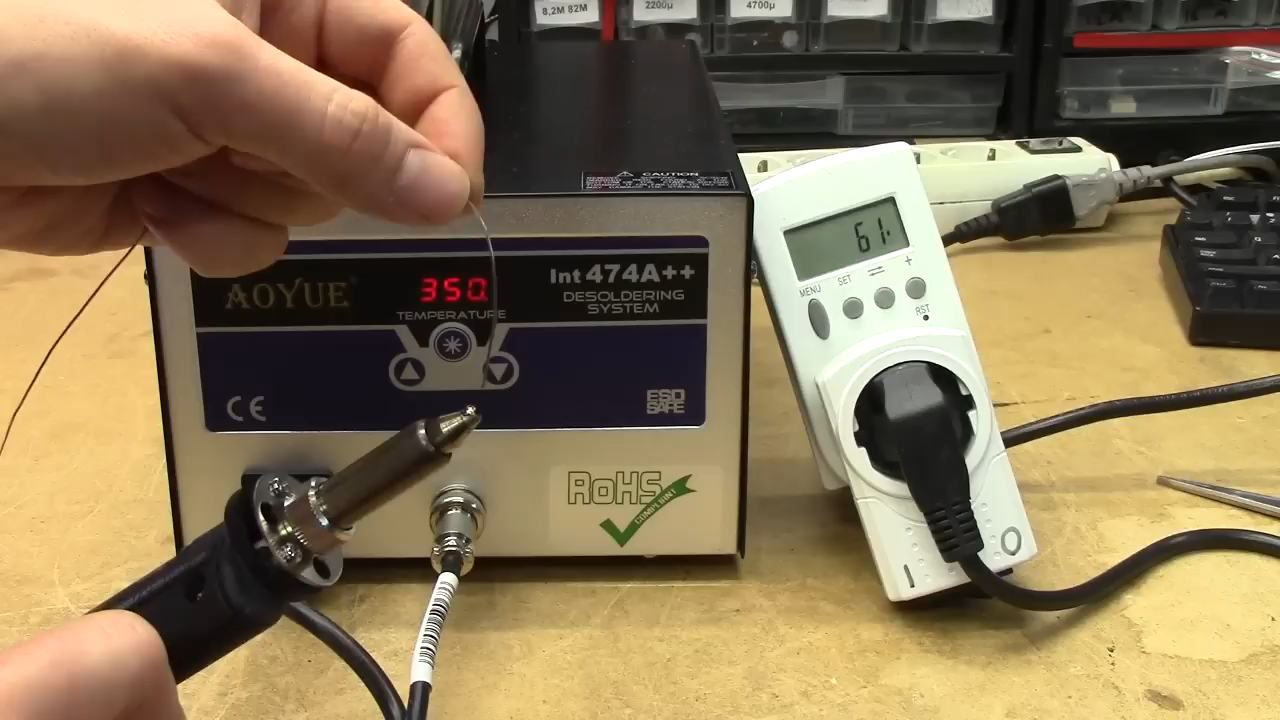 8,2M 82M
2200µ
4700µ
CAUTION
61.
MENU
SET
+
RST
AOYUE
350.
TEMPERATURE
Int 474A++
DESOLDERING
SYSTEM
CE
ESD
SAFE
RoHS
COMPLIANT
I
O